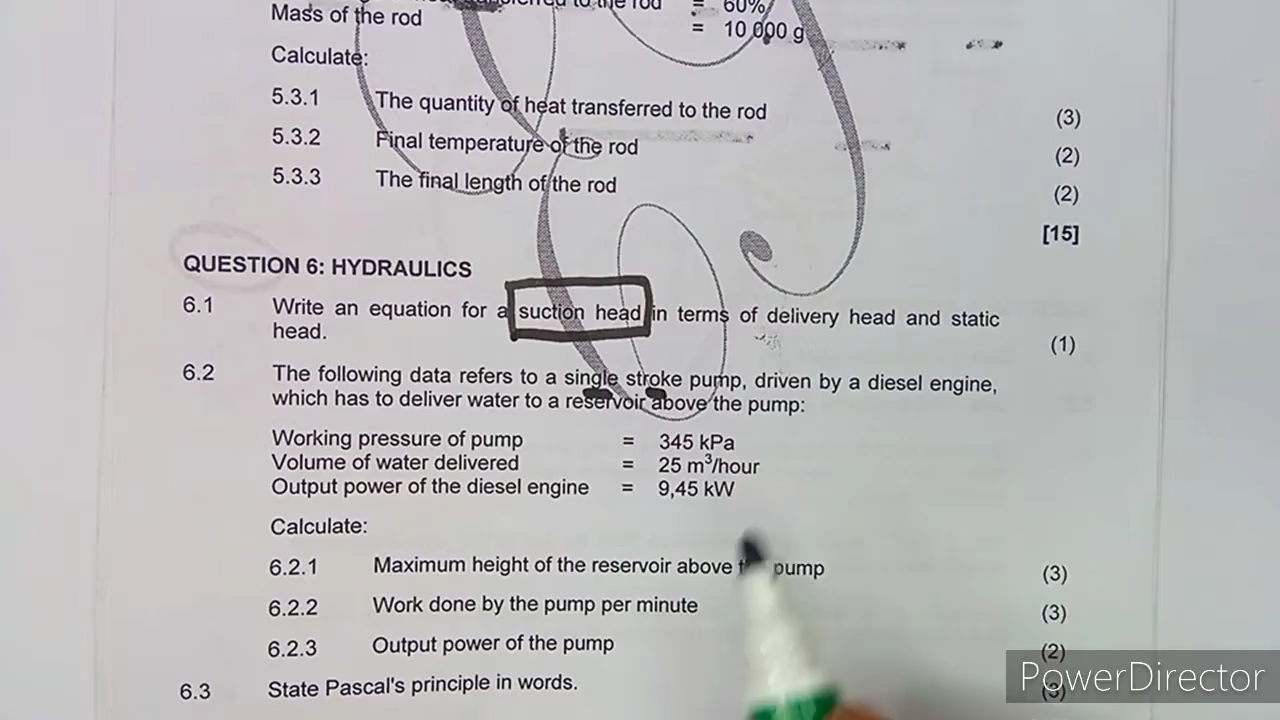 to the rod = 60%
Mass of the rod = 10 000 g
Calculate:
5.3.1 The quantity of heat transferred to the rod (3)
5.3.2 Final temperature of the rod (2)
5.3.3 The final length of the rod (2)
[15]
QUESTION 6: HYDRAULICS
6.1 Write an equation for a suction head in terms of delivery head and static
head. (1)
6.2 The following data refers to a single stroke pump, driven by a diesel engine,
which has to deliver water to a reservoir above the pump:
Working pressure of pump = 345 kPa
Volume of water delivered = 25 m³/hour
Output power of the diesel engine = 9,45 kW
Calculate:
6.2.1 Maximum height of the reservoir above pump (3)
6.2.2 Work done by the pump per minute (3)
6.2.3 Output power of the pump (2)
6.3 State Pascal's principle in words.
PowerDirector